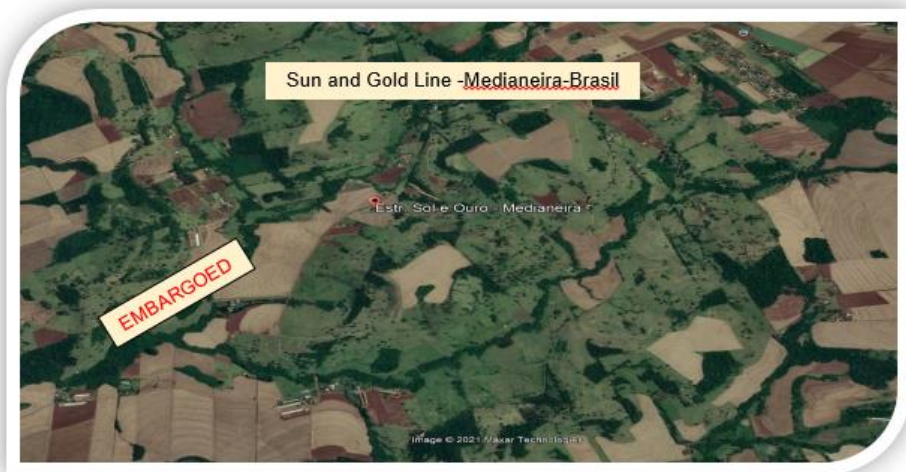 Sun and Gold Line -Medianeira-Brasil
Estr. Sol e Ouro - Medianeira
EMBARGOED
Image © 2021 Maxar Technologies